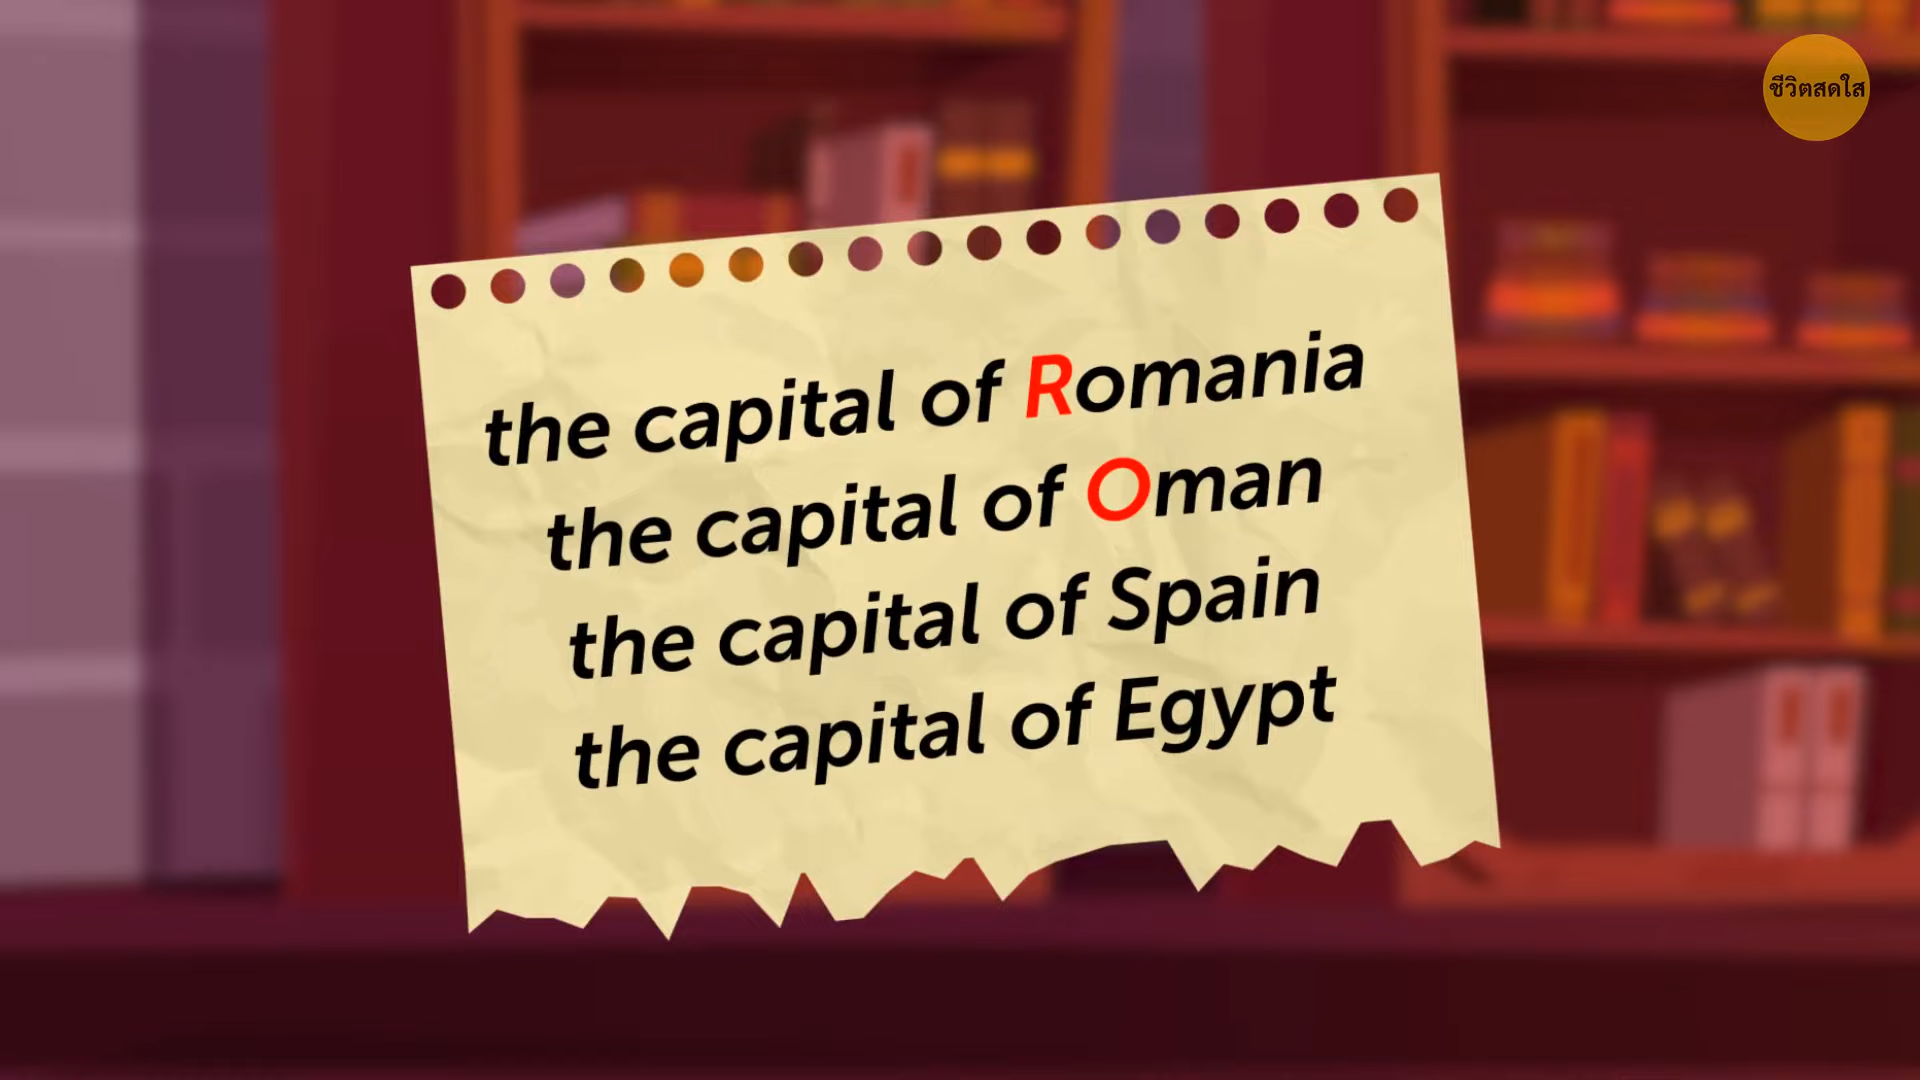 ชีวิตสดใส
the capital of Romania
the capital of Oman
the capital of Spain
the capital of Egypt